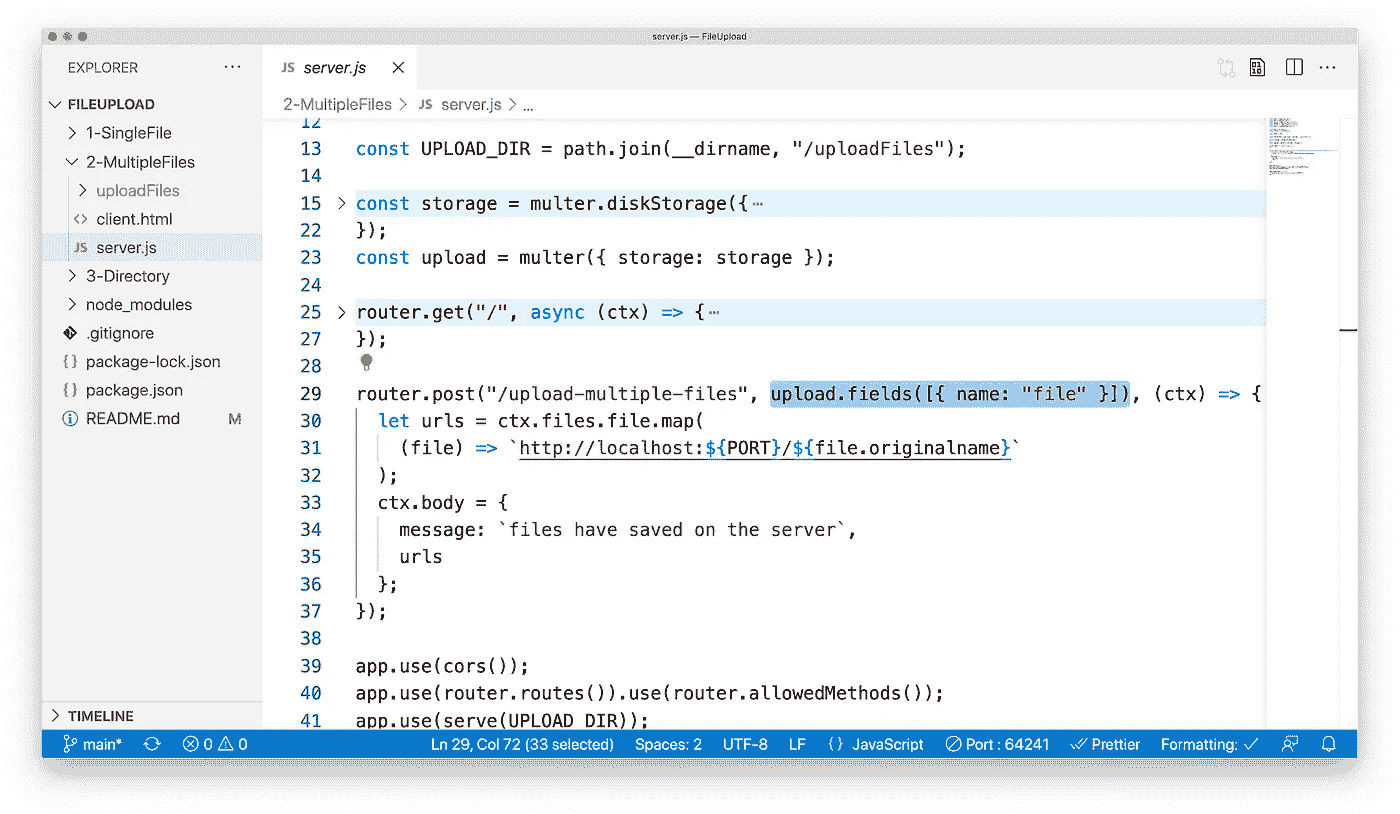 server.js — FileUpload
EXPLORER ···
JS server.js ×
FILEUPLOAD
1-SingleFile
2-MultipleFiles
uploadFiles
<> client.html
JS server.js
3-Directory
node_modules
.gitignore
{} package-lock.json
{} package.json
README.md M
TIMELINE
2-MultipleFiles > JS server.js > ...
12
13 const UPLOAD_DIR = path.join(__dirname, "/uploadFiles");
14
15 > const storage = multer.diskStorage({···
22 });
23 const upload = multer({ storage: storage });
24
25 > router.get("/", async (ctx) => {···
27 });
28
29 router.post("/upload-multiple-files", upload.fields([{ name: "file" }]), (ctx) => {
30 let urls = ctx.files.file.map(
31 (file) => `http://localhost:${PORT}/${file.originalname}`
32 );
33 ctx.body = {
34 message: `files have saved on the server`,
35 urls
36 };
37 });
38
39 app.use(cors());
40 app.use(router.routes()).use(router.allowedMethods());
41 app.use(serve(UPLOAD_DIR));
main* 0 0 Ln 29, Col 72 (33 selected) Spaces: 2 UTF-8 LF {} JavaScript Port : 64241 Prettier Formatting: ✓